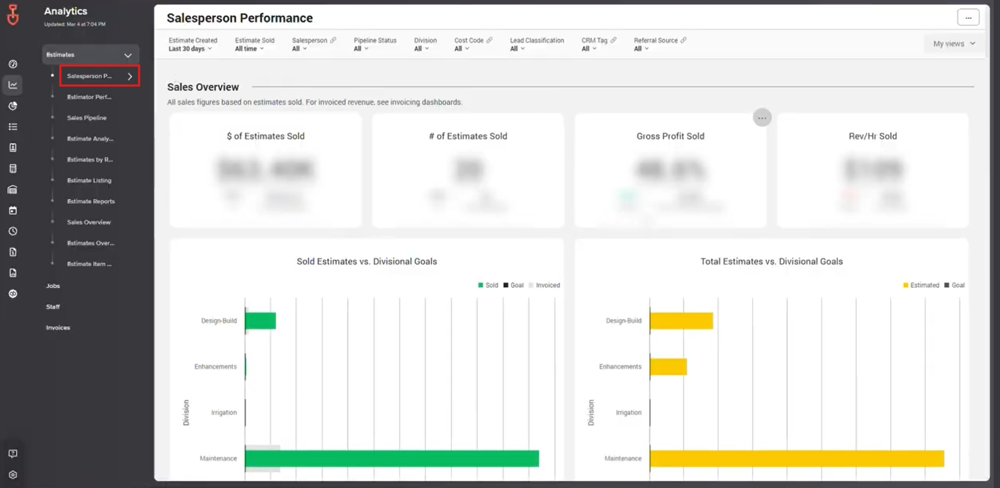 Analytics
Updated: Mar 4 at 7:04 PM
Estimates
Salesperson P...
Estimator Perf...
Sales Pipeline
Estimate Analy...
Estimates by R...
Estimate Listing
Estimate Reports
Sales Overview
Estimates Over...
Estimate Item ...
Jobs
Staff
Invoices
Salesperson Performance
...
Estimate Created Estimate Sold Salesperson Pipeline Status Division Cost Code Lead Classification CRM Tag Referral Source
Last 30 days All time All All All All All All All
My views
Sales Overview
All sales figures based on estimates sold. For invoiced revenue, see invoicing dashboards.
...
$ of Estimates Sold
# of Estimates Sold
Gross Profit Sold
Rev/Hr Sold
Sold Estimates vs. Divisional Goals
Sold Goal Invoiced
Division
Design-Build
Enhancements
Irrigation
Maintenance
Total Estimates vs. Divisional Goals
Estimated Goal
Division
Design-Build
Enhancements
Irrigation
Maintenance